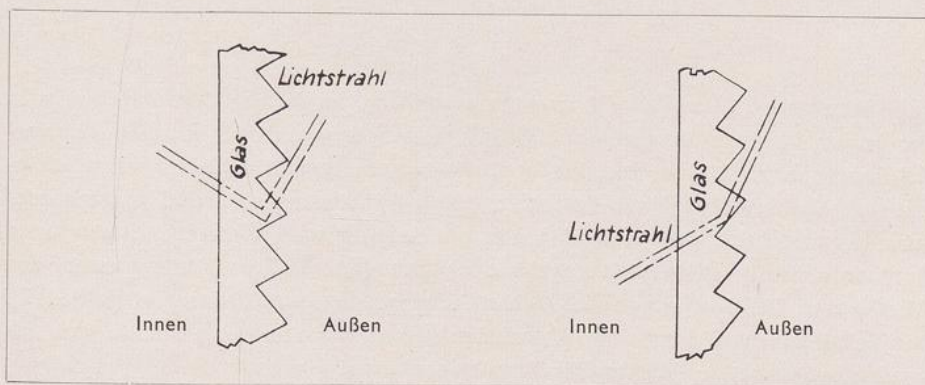 Lichtstrahl
Glas
Innen
Außen
Glas
Lichtstrahl
Innen
Außen